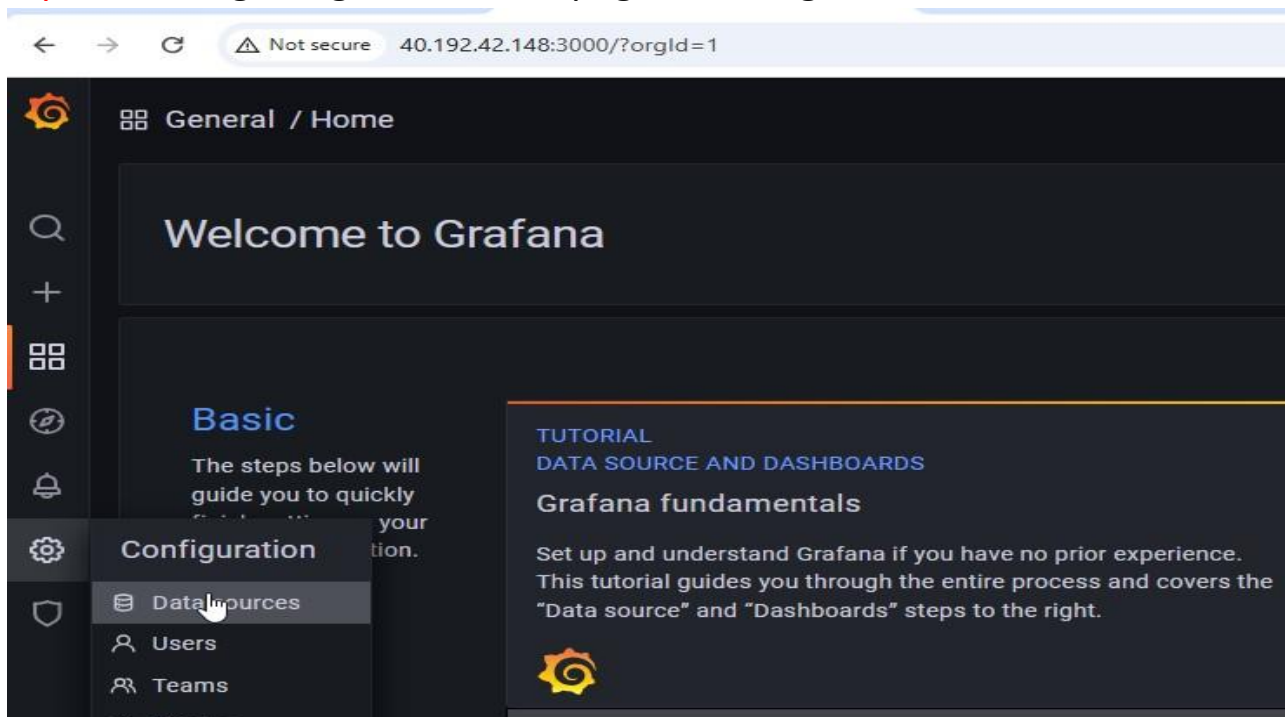 Not secure 40.192.42.148:3000/?orgId=1
General / Home
Welcome to Grafana
Basic
The steps below will
guide you to quickly
your
tion.
TUTORIAL
DATA SOURCE AND DASHBOARDS
Grafana fundamentals
Set up and understand Grafana if you have no prior experience.
This tutorial guides you through the entire process and covers the
“Data source” and “Dashboards” steps to the right.
Configuration
Data sources
Users
Teams